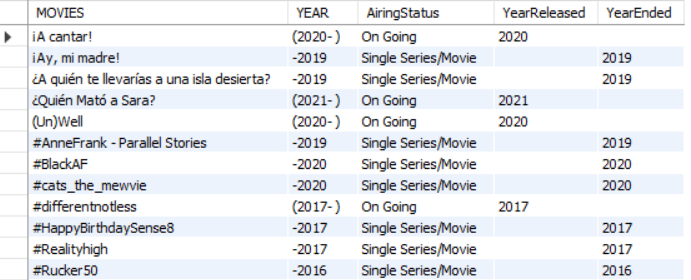 MOVIES YEAR AiringStatus YearReleased YearEnded
¡A cantar! (2020- ) On Going 2020
¡Ay, mi madre! -2019 Single Series/Movie 2019
¿A quién te llevarías a una isla desierta? -2019 Single Series/Movie 2019
¿Quién Mató a Sara? (2021- ) On Going 2021
(Un)Well (2020- ) On Going 2020
#AnneFrank - Parallel Stories -2019 Single Series/Movie 2019
#BlackAF -2020 Single Series/Movie 2020
#cats_the_mewvie -2020 Single Series/Movie 2020
#differentnotless (2017- ) On Going 2017
#HappyBirthdaySense8 -2017 Single Series/Movie 2017
#Realityhigh -2017 Single Series/Movie 2017
#Rucker50 -2016 Single Series/Movie 2016